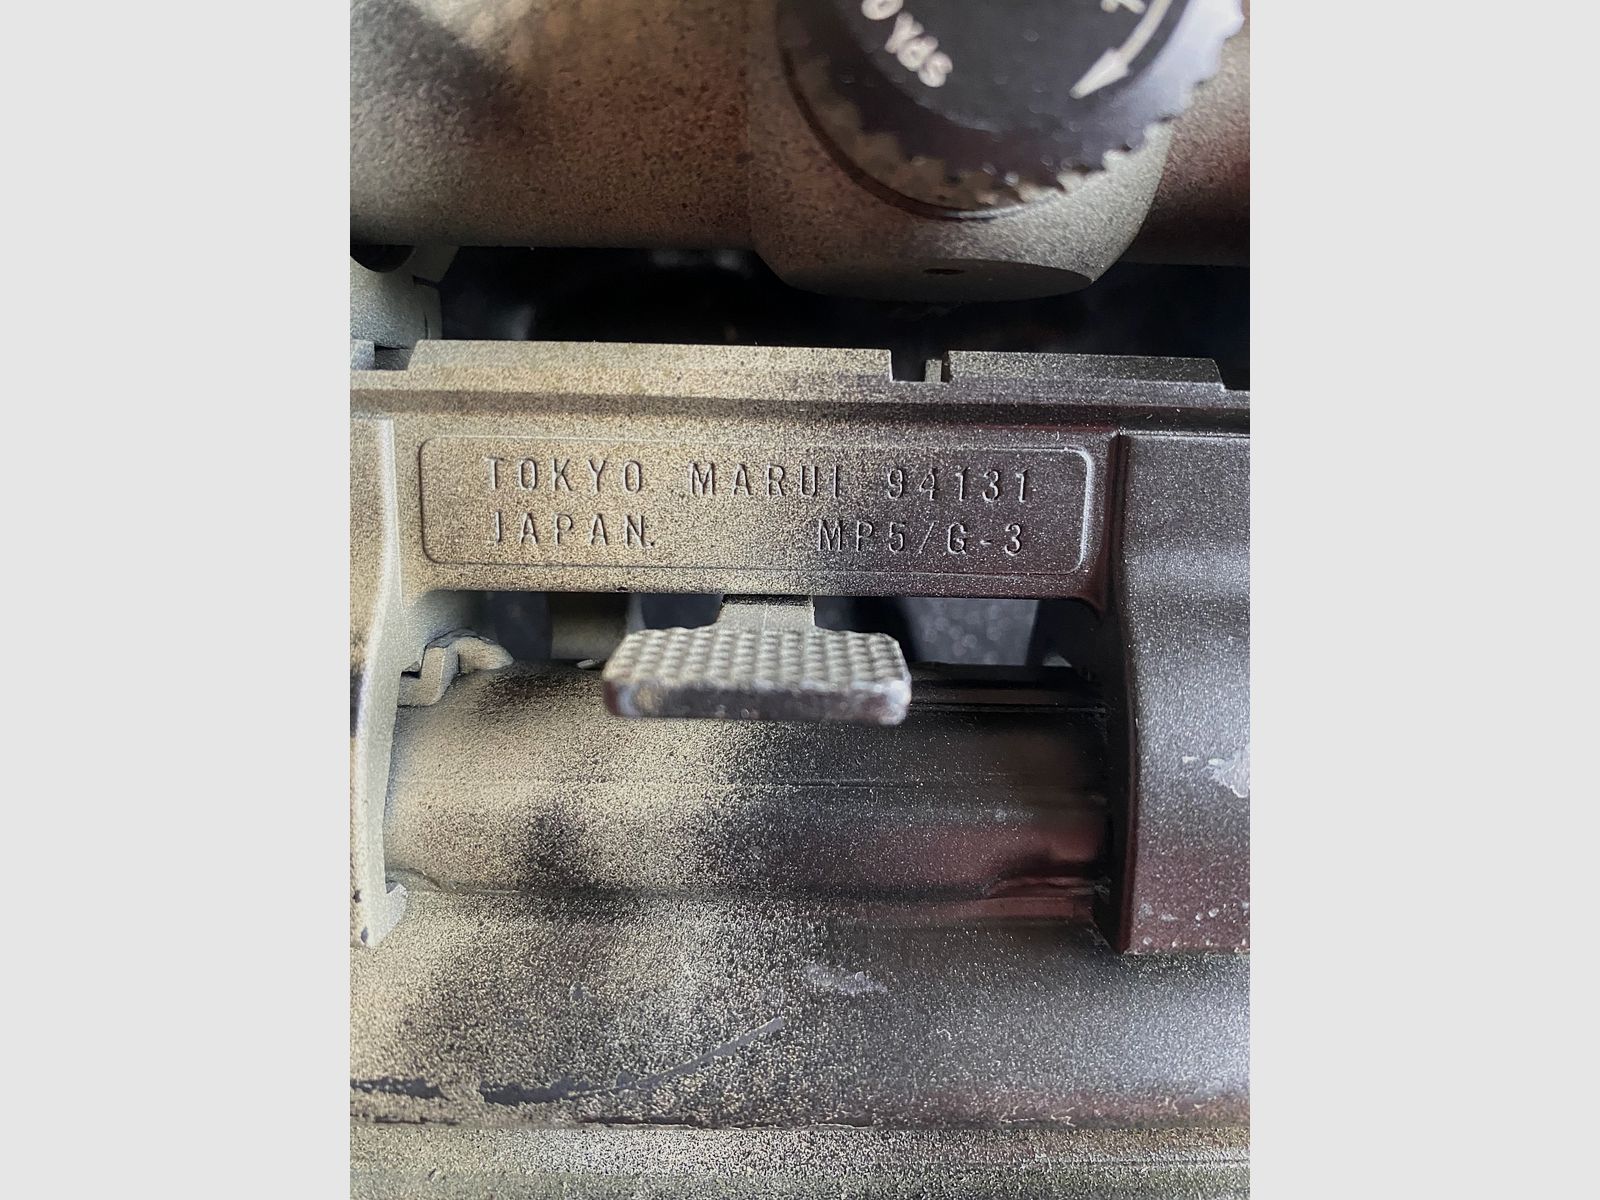 TOKYO MARUI 94131
JAPAN. MP5/G-3